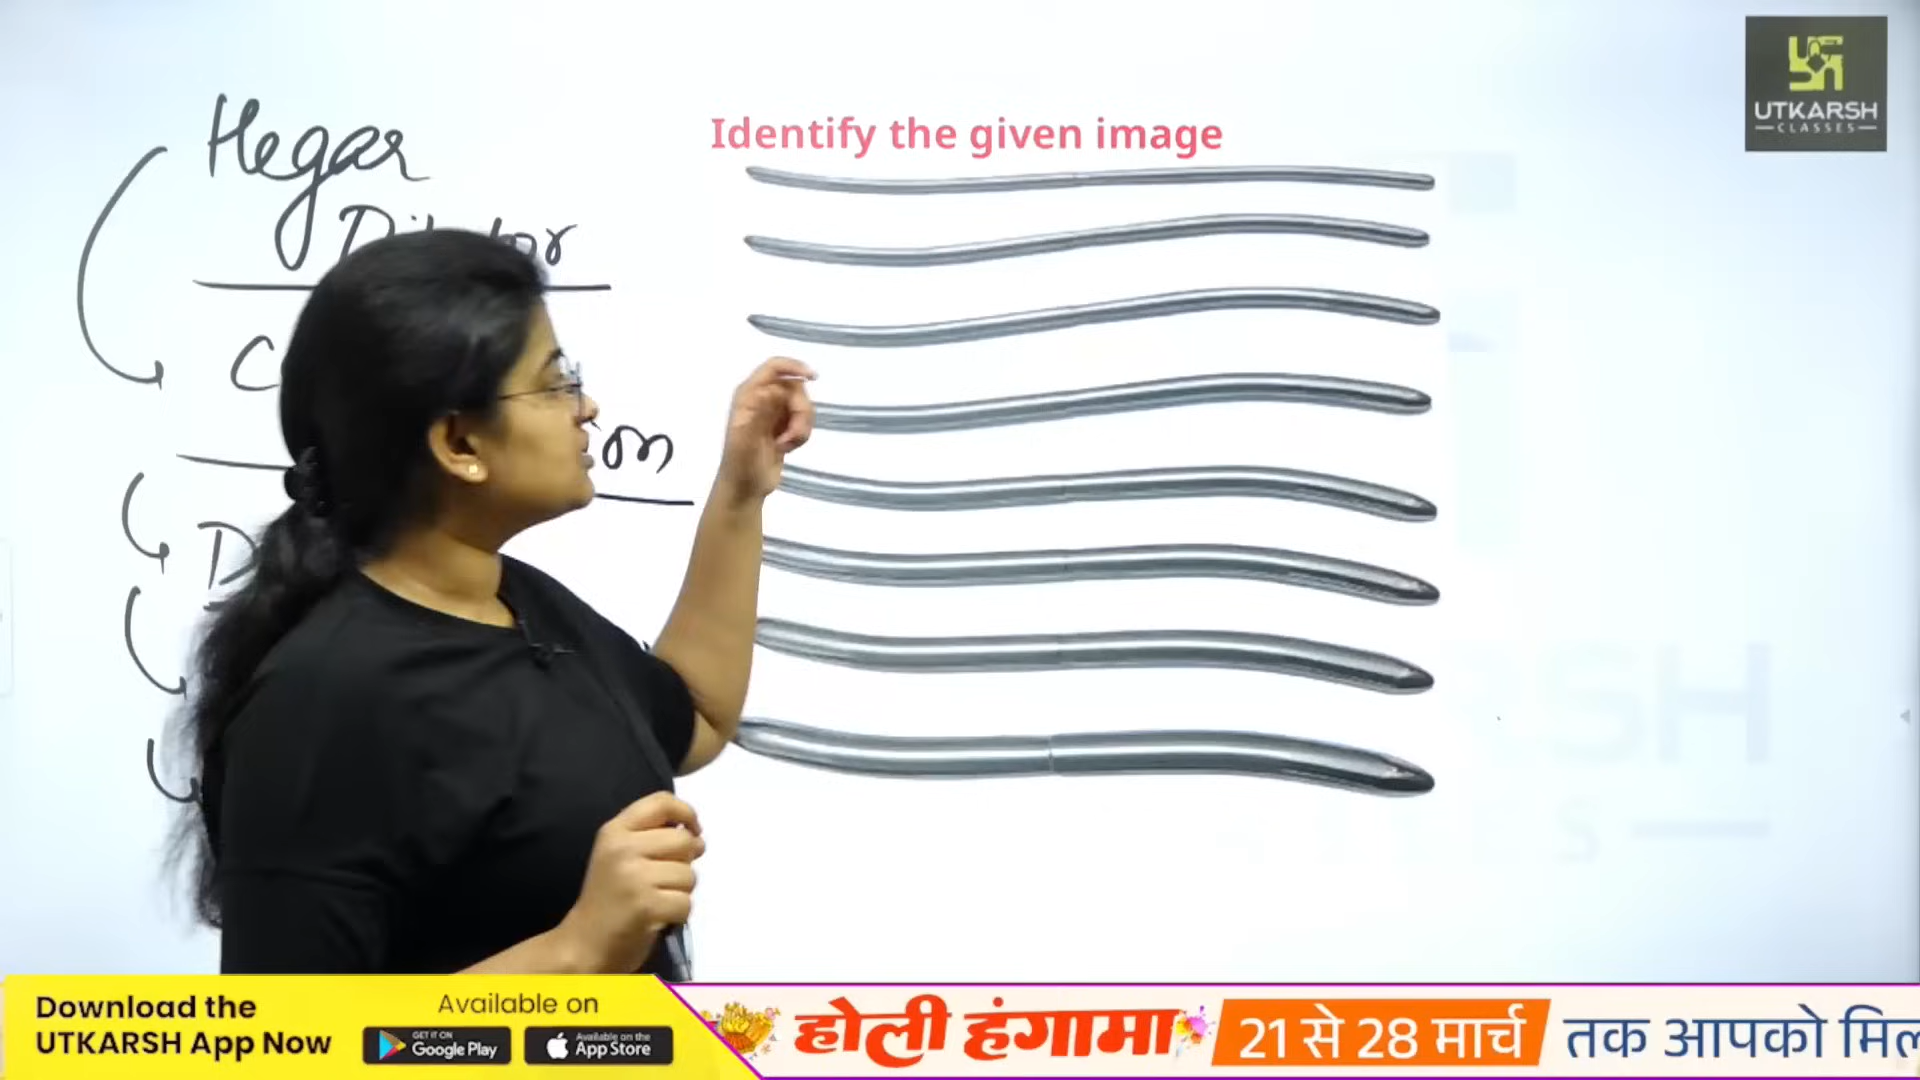 Hegar
UTKARSH
CLASSES
Identify the given image
on
Download the
UTKARSH App Now
Available on
GET IT ON
Google Play
Available on the
App Store
होली हंगामा
21 से 28 मार्च
तक आपको